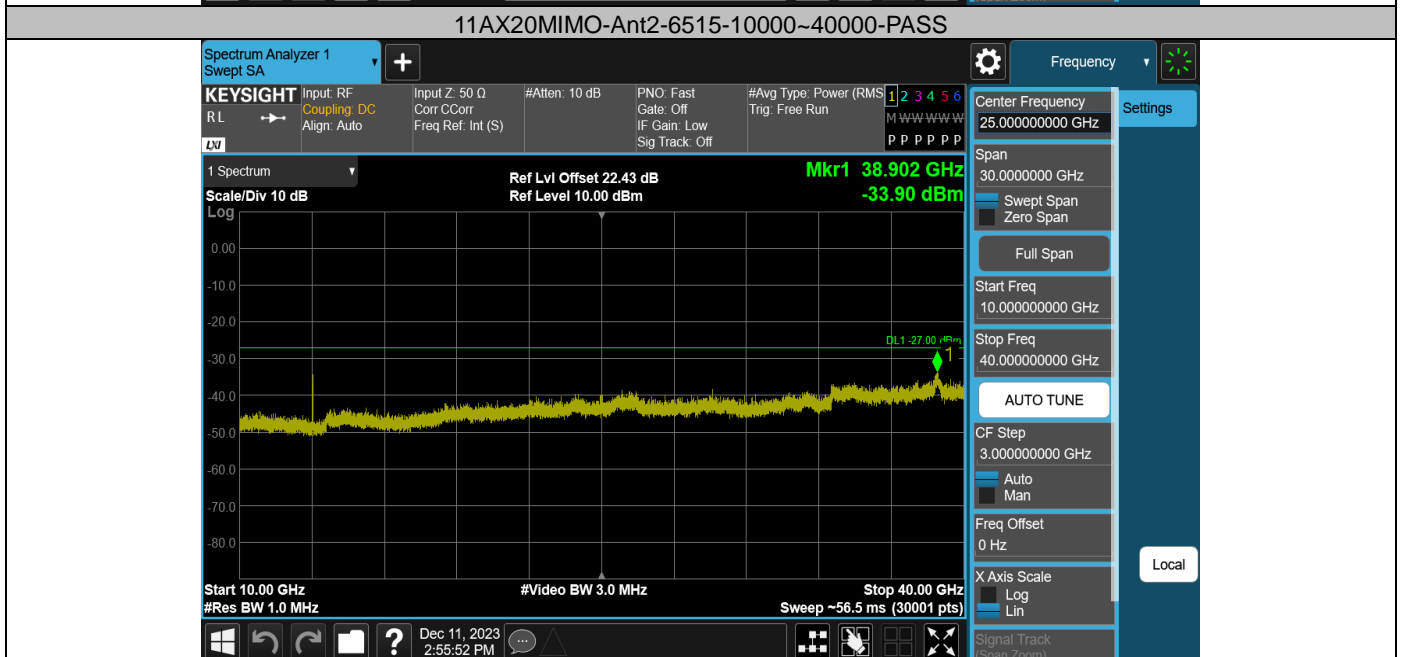 11AX20MIMO-Ant2-6515-10000~40000-PASS
Spectrum Analyzer 1
Swept SA
Frequency
KEYSIGHT
RL
LXI
Input: RF
Coupling: DC
Align: Auto
Input Z: 50 Ω
Corr CCorr
Freq Ref: Int (S)
#Atten: 10 dB
PNO: Fast
Gate: Off
IF Gain: Low
Sig Track: Off
#Avg Type: Power (RMS
Trig: Free Run
1 2 3 4 5 6
M W W W W W
P P P P P P
1 Spectrum
Scale/Div 10 dB
Log
Ref Lvl Offset 22.43 dB
Ref Level 10.00 dBm
Mkr1 38.902 GHz
-33.90 dBm
0.00
-10.0
-20.0
-30.0
-40.0
-50.0
-60.0
-70.0
-80.0
DL1 -27.00 dBm
1
Start 10.00 GHz
#Res BW 1.0 MHz
#Video BW 3.0 MHz
Stop 40.00 GHz
Sweep ~56.5 ms (30001 pts)
Center Frequency
25.000000000 GHz
Settings
Span
30.0000000 GHz
Swept Span
Zero Span
Full Span
Start Freq
10.000000000 GHz
Stop Freq
40.000000000 GHz
AUTO TUNE
CF Step
3.000000000 GHz
Auto
Man
Freq Offset
0 Hz
X Axis Scale
Log
Lin
Local
Signal Track
(Span Zoom)
?
Dec 11, 2023
2:55:52 PM